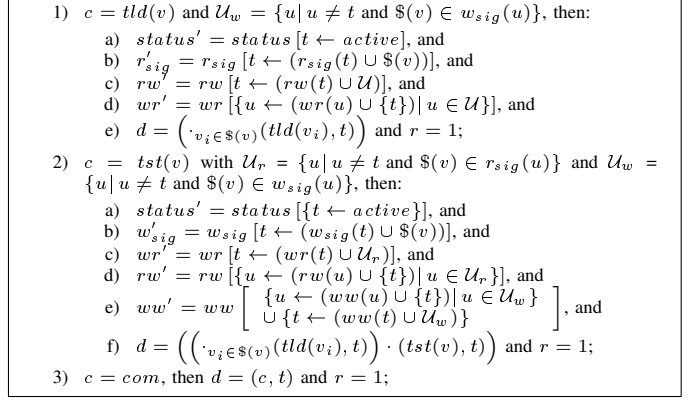 1) c = tld(v) and 𝒰_w = {u| u ≠ t and $(v) ∈ w_sig(u)}, then:
a) status′ = status [t ← active], and
b) r′_sig = r_sig [t ← (r_sig(t) ∪ $(v))], and
c) rw′ = rw [t ← (rw(t) ∪ 𝒰)], and
d) wr′ = wr [{u ← (wr(u) ∪ {t})| u ∈ 𝒰}], and
e) d = (·_{v_i∈$(v)}(tld(v_i), t)) and r = 1;
2) c = tst(v) with 𝒰_r = {u| u ≠ t and $(v) ∈ r_sig(u)} and 𝒰_w =
{u| u ≠ t and $(v) ∈ w_sig(u)}, then:
a) status′ = status [{t ← active}], and
b) w′_sig = w_sig [t ← (w_sig(t) ∪ $(v))], and
c) wr′ = wr [t ← (wr(t) ∪ 𝒰_r)], and
d) rw′ = rw [{u ← (rw(u) ∪ {t})| u ∈ 𝒰_r}], and
e) ww′ = ww [ {u ← (ww(u) ∪ {t})| u ∈ 𝒰_w}
∪ {t ← (ww(t) ∪ 𝒰_w)} ], and
f) d = ((·_{v_i∈$(v)}(tld(v_i), t)) · (tst(v), t)) and r = 1;
3) c = com, then d = (c, t) and r = 1;